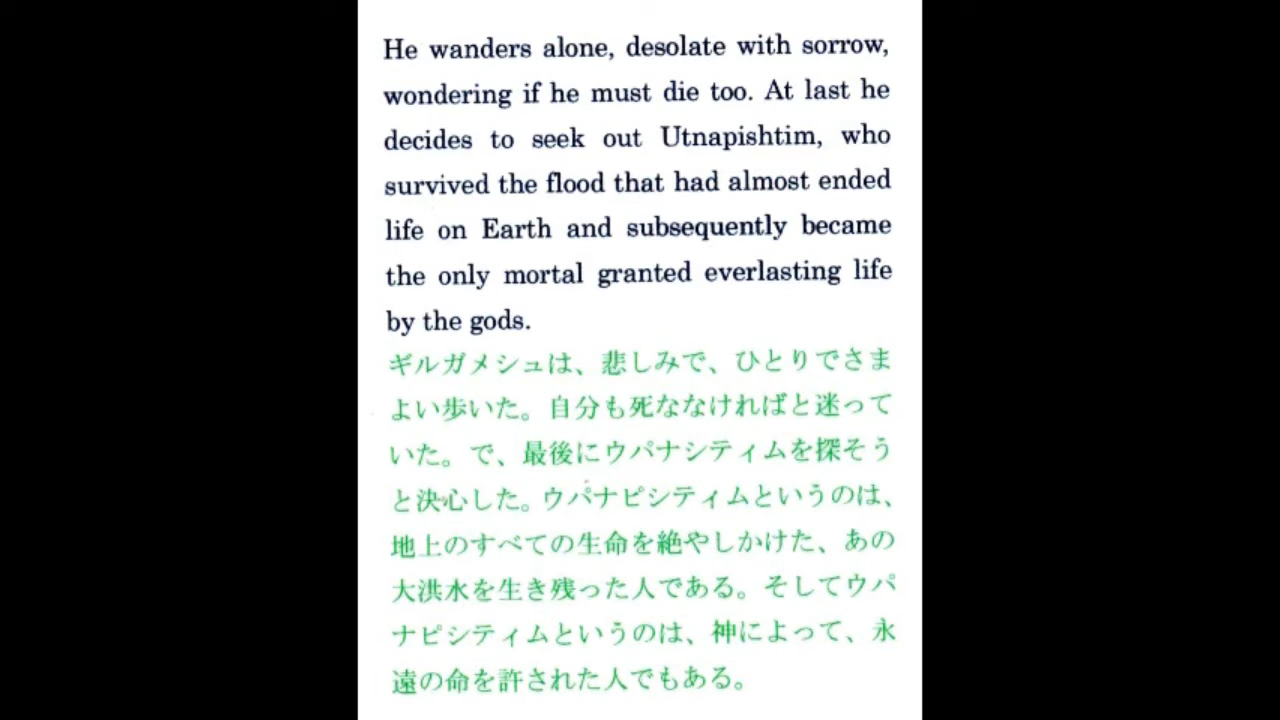 He wanders alone, desolate with sorrow,
wondering if he must die too. At last he
decides to seek out Utnapishtim, who
survived the flood that had almost ended
life on Earth and subsequently became
the only mortal granted everlasting life
by the gods.
ギルガメシュは、悲しみで、ひとりでさま
よい歩いた。自分も死ななければと迷って
いた。で、最後にウパナシティムを探そう
と決心した。ウパナピシティムというのは、
地上のすべての生命を絶やしかけた、あの
大洪水を生き残った人である。そしてウパ
ナピシティムというのは、神によって、永
遠の命を許された人でもある。